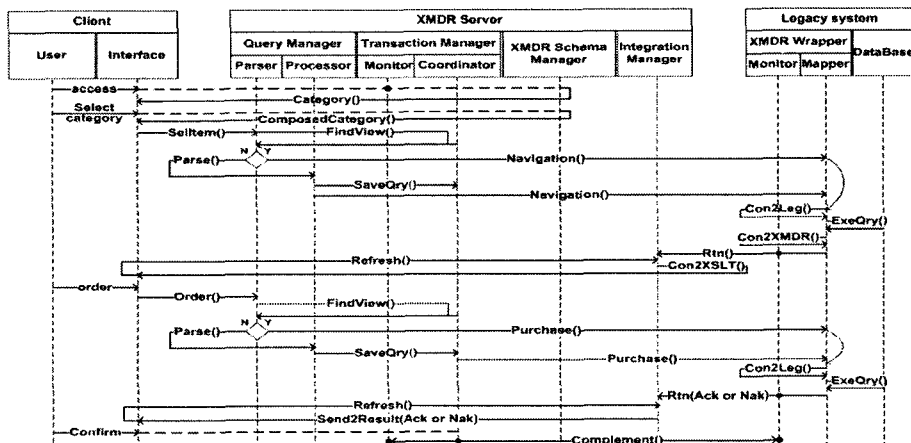 Client
XMDR Servor
Legacy system
User
Interface
Query Manager
Transaction Manager
XMDR Schema Manager
Integration Manager
XMDR Wrapper
DataBase
Parser
Processor
Monitor
Coordinator
Monitor
Mapper
access
Category()
Select category
ComposedCategory()
SelItem()
FindView()
Parse()
N
Y
Navigation()
SaveQry()
Navigation()
Con2Leg()
ExeQry()
Con2XMDR()
Rtn()
Refresh()
Con2XSLT()
order
Order()
FindView()
N
Y
Parse()
Purchase()
SaveQry()
Purchase()
Con2Leg()
ExeQry()
Rtn(Ack or Nak)
Refresh()
Send2Result(Ack or Nak)
Confirm
Complement()